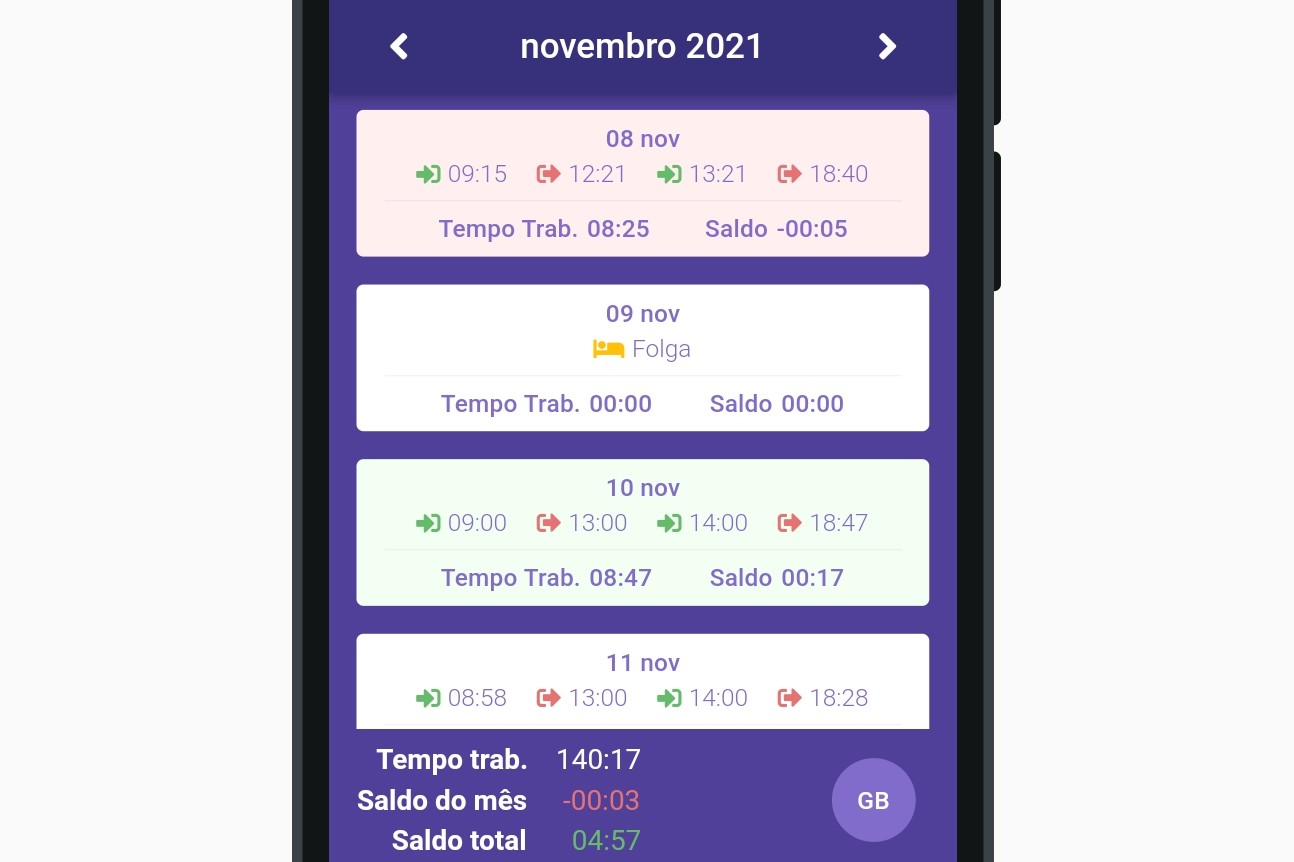 novembro 2021
08 nov
09:15 12:21 13:21 18:40
Tempo Trab. 08:25 Saldo -00:05
09 nov
Folga
Tempo Trab. 00:00 Saldo 00:00
10 nov
09:00 13:00 14:00 18:47
Tempo Trab. 08:47 Saldo 00:17
11 nov
08:58 13:00 14:00 18:28
Tempo trab. 140:17
Saldo do mês -00:03
GB
Saldo total 04:57